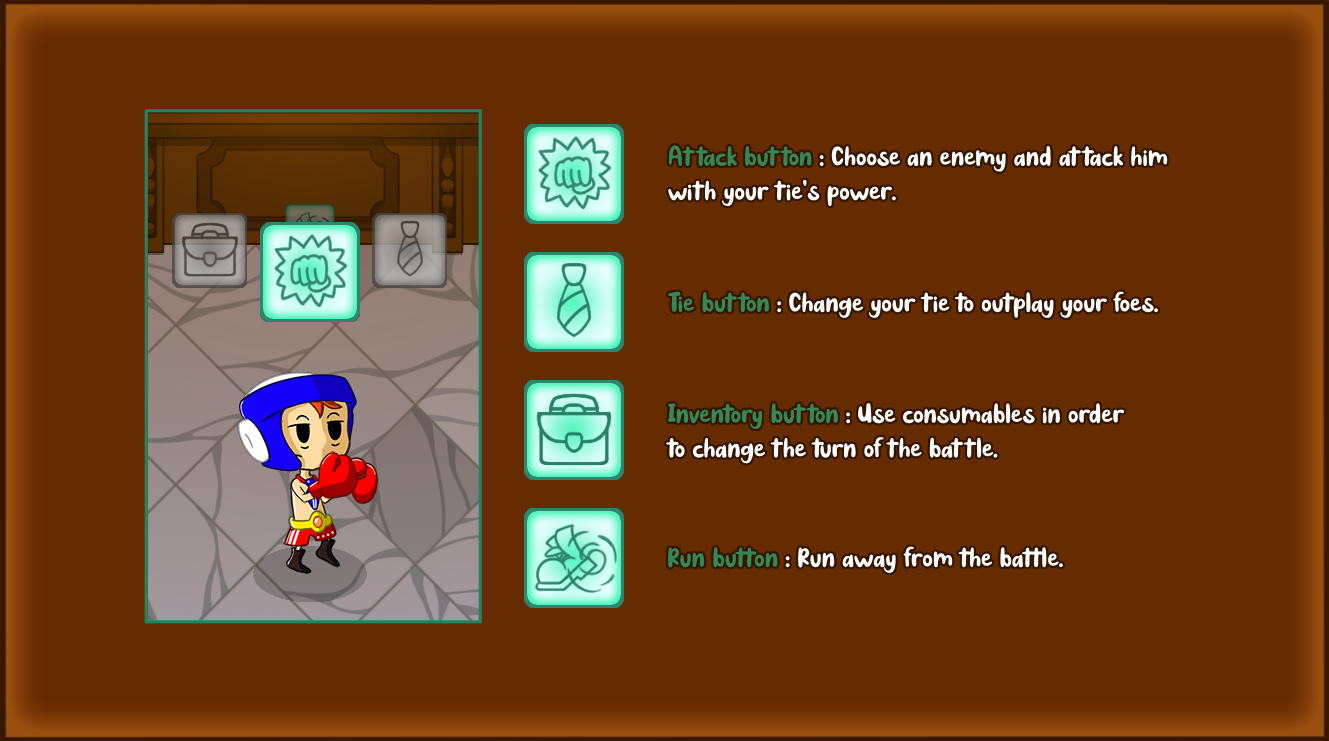 Attack button : Choose an enemy and attack him
with your tie's power.
Tie button : Change your tie to outplay your foes.
Inventory button : Use consumables in order
to change the turn of the battle.
Run button : Run away from the battle.